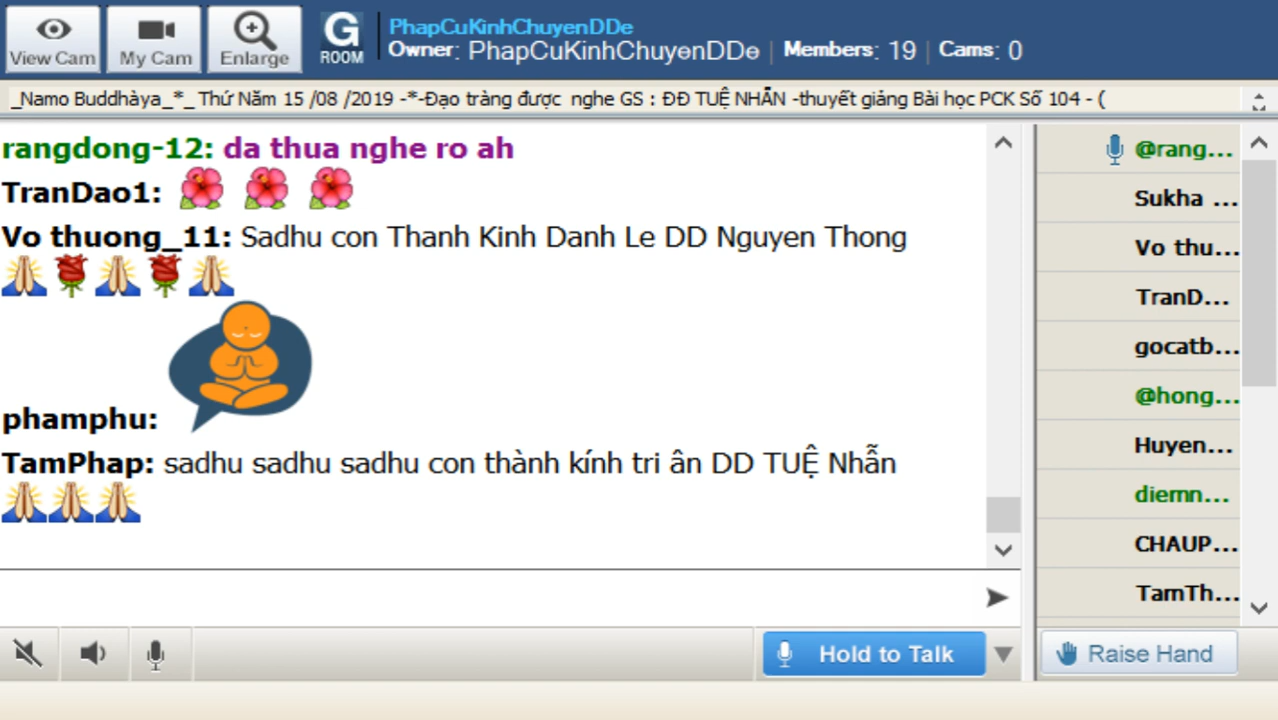 View Cam My Cam Enlarge G ROOM
PhapCuKinhChuyenDDe
Owner: PhapCuKinhChuyenDDe | Members: 19 | Cams: 0
_Namo Buddhàya_*_ Thứ Năm 15 /08 /2019 -*-Đạo tràng được nghe GS : ĐĐ TUỆ NHẪN -thuyết giảng Bài học PCK Số 104 - (
rangdong-12: da thua nghe ro ah
TranDao1:
Vo thuong_11: Sadhu con Thanh Kinh Danh Le DD Nguyen Thong
phamphu:
TamPhap: sadhu sadhu sadhu con thành kính tri ân DD TUỆ Nhẫn
@rang...
Sukha ...
Vo thu...
TranD...
gocatb...
@hong...
Huyen...
diemn...
CHAUP...
TamTh...
Hold to Talk
Raise Hand